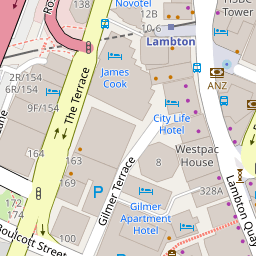 Novotel
12B
10-6
Tower
Lambton
James
Cook
2R/154
6R/154
9F/154
ANZ
← The Terrace
City Life
Hotel
164
163
Westpac
House
8
169
P
328A
Gilmer Terrace
Gilmer
Apartment
Hotel
Lambton Quay
172
174
Boulcott Street
100